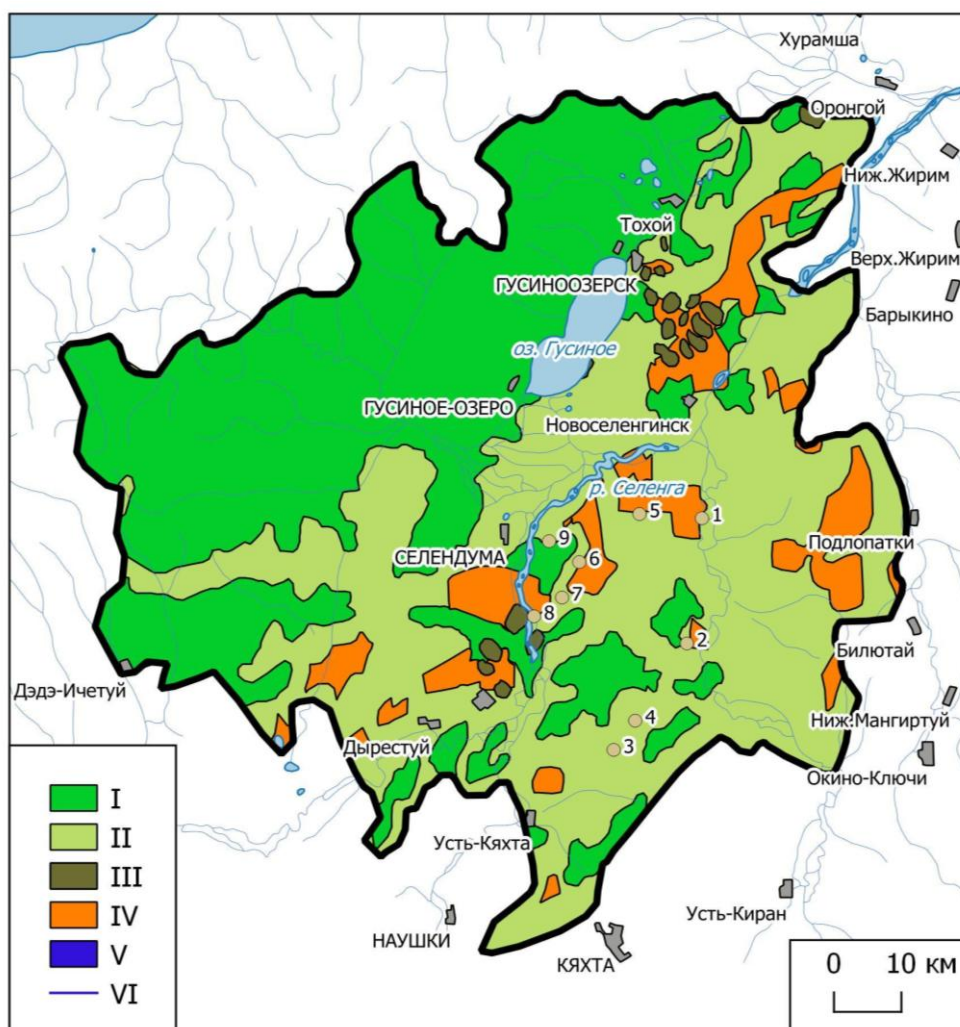 Хурамша
Оронгой
Ниж.Жирим
Тохой
Верх.Жирим
ГУСИНООЗЕРСК
Барыкино
оз. Гусиное
ГУСИНОЕ-ОЗЕРО
Новоселенгинск
р. Селенга
5
1
9
Подлопатки
СЕЛЕНДУМА
6
7
8
2
Билютай
Дэдэ-Ичетуй
4
Ниж.Мангиртуй
Дырестуй
3
Окино-Ключи
I
II
Усть-Кяхта
III
IV
Усть-Киран
НАУШКИ
V
КЯХТА
VI
0 10 км